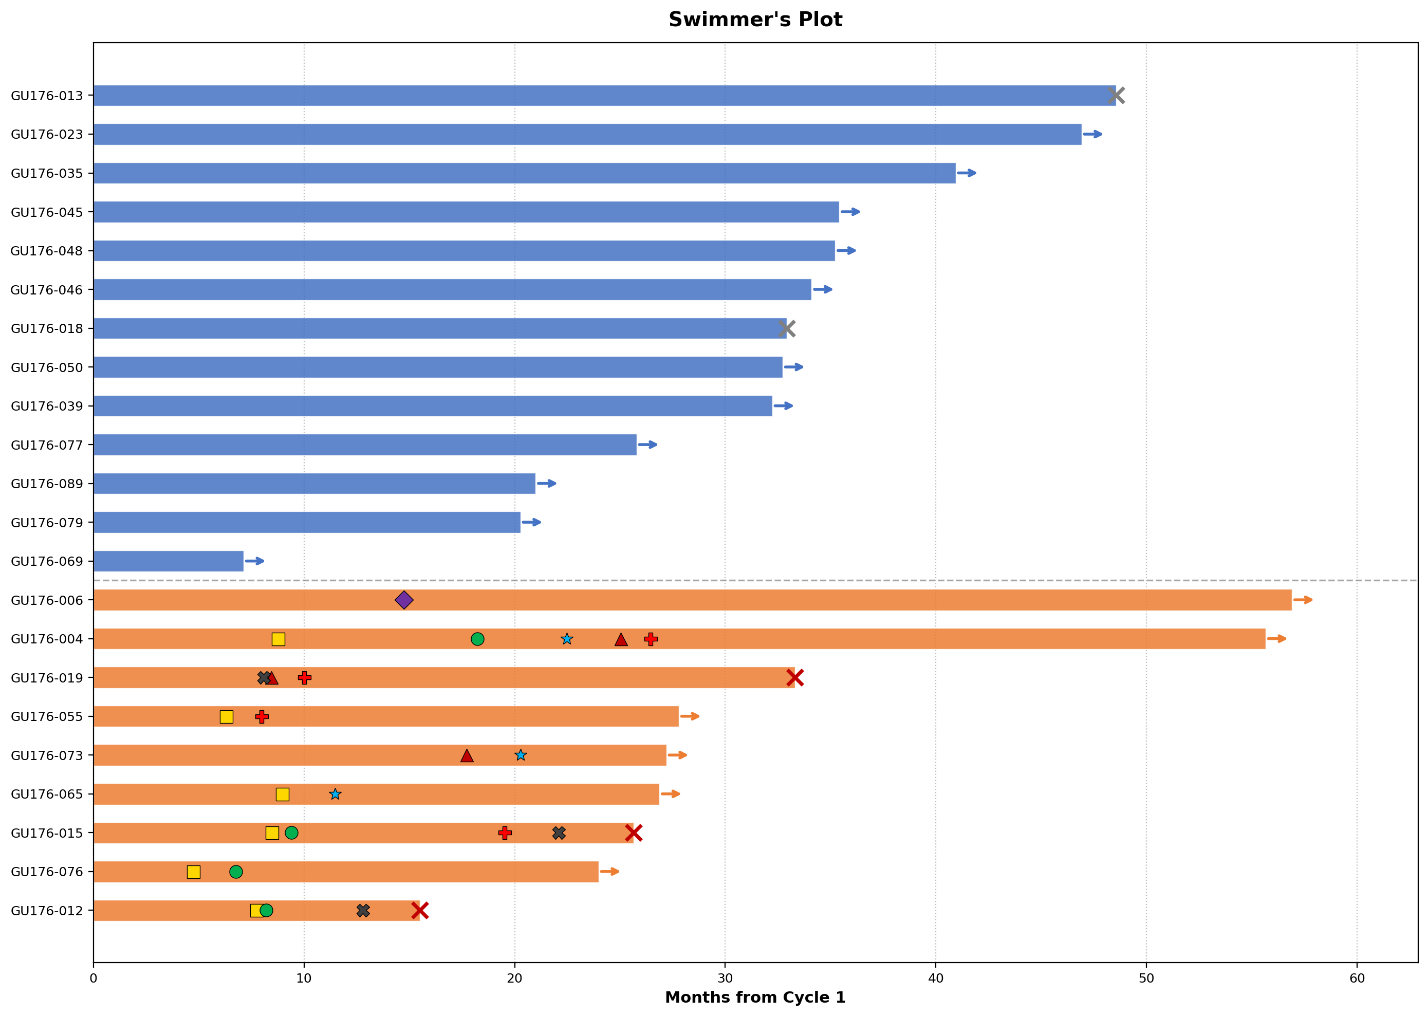 Swimmer's Plot
GU176-013
GU176-023
GU176-035
GU176-045
GU176-048
GU176-046
GU176-018
GU176-050
GU176-039
GU176-077
GU176-089
GU176-079
GU176-069
GU176-006
GU176-004
GU176-019
GU176-055
GU176-073
GU176-065
GU176-015
GU176-076
GU176-012
0 10 20 30 40 50 60
Months from Cycle 1